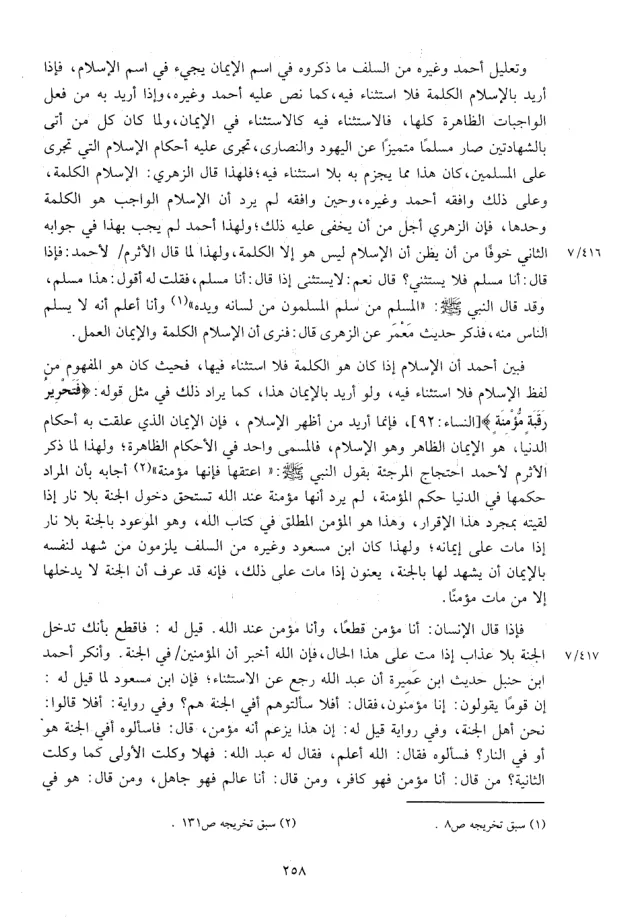 وتعليل أحمد وغيره من السلف ما ذكروه في اسم الإيمان يجيء في اسم الإسلام، فإذا
أريد بالإسلام الكلمة فلا استثناء فيه،كما نص عليه أحمد وغيره،وإذا أريد به من فعل
الواجبات الظاهرة كلها، فالاستثناء فيه كالاستثناء في الإيمان،ولما كان كل من أتى
بالشهادتين صار مسلمًا متميزًا عن اليهود والنصارى،تجرى عليه أحكام الإسلام التي تجرى
على المسلمين،كان هذا مما يجزم به بلا استثناء فيه؛فلهذا قال الزهري: الإسلام الكلمة،
وعلى ذلك وافقه أحمد وغيره،وحين وافقه لم يرد أن الإسلام الواجب هو الكلمة
وحدها، فإن الزهري أجل من أن يخفى عليه ذلك؛ولهذا أحمد لم يجب بهذا في جوابه
الثاني خوفًا من أن يظن أن الإسلام ليس هو إلا الكلمة،ولهذا لما قال الأثرم/ لأحمد:فإذا ٧/٤١٦
قال:أنا مسلم فلا يستثني؟ قال نعم:لايستثنى إذا قال:أنا مسلم،فقلت له أقول:هذا مسلم،
وقد قال النبي ﷺ: «المسلم من سلم المسلمون من لسانه ويده»(١) وأنا أعلم أنه لا يسلم
الناس منه،فذكر حديث مَعْمَر عن الزهرى قال:فنرى أن الإسلام الكلمة والإيمان العمل.
فبين أحمد أن الإسلام إذا كان هو الكلمة فلا استثناء فيها، فحيث كان هو المفهوم من
لفظ الإسلام فلا استثناء فيه، ولو أريد بالإيمان هذا، كما يراد ذلك في مثل قوله: ﴿فَتَحْرِيرُ
رَقَبَةٍ مُّؤْمِنَةٍ ﴾[النساء:٩٢]، فإنما أريد من أظهر الإسلام ، فإن الإيمان الذي علقت به أحكام
الدنيا، هو الإيمان الظاهر وهو الإسلام، فالمسمى واحد في الأحكام الظاهرة؛ ولهذا لما ذكر
الأثرم لأحمد احتجاج المرجئة بقول النبي ﷺ:« اعتقها فإنها مؤمنة»(٢) أجابه بأن المراد
حكمها في الدنيا حكم المؤمنة، لم يرد أنها مؤمنة عند الله تستحق دخول الجنة بلا نار إذا
لقيته بمجرد هذا الإقرار، وهذا هو المؤمن المطلق في كتاب الله، وهو الموعود بالجنة بلا نار
إذا مات على إيمانه؛ ولهذا كان ابن مسعود وغيره من السلف يلزمون من شهد لنفسه
بالإيمان أن يشهد لها بالجنة، يعنون إذا مات على ذلك، فإنه قد عرف أن الجنة لا يدخلها
إلا من مات مؤمنًا.
فإذا قال الإنسان: أنا مؤمن قطعًا، وأنا مؤمن عند الله. قيل له : فاقطع بأنك تدخل
الجنة بلا عذاب إذا مت على هذا الحال،فإن الله أخبر أن المؤمنين/ في الجنة. وأنكر أحمد ٧/٤١٧
ابن حنبل حديث ابن عَميرة أن عبد الله رجع عن الاستثناء؛ فإن ابن مسعود لما قيل له :
إن قومًا يقولون: إنا مؤمنون،فقال: أفلا سألتوهم أفي الجنة هم؟ وفي رواية: أفلا قالوا:
نحن أهل الجنة، وفي رواية قيل له: إن هذا يزعم أنه مؤمن، قال: فاسألوه أفي الجنة هو
أو في النار؟ فسألوه فقال: الله أعلم، فقال له عبد الله: فهلا وكلت الأولى كما وكلت
الثانية؟ من قال: أنا مؤمن فهو كافر، ومن قال: أنا عالم فهو جاهل، ومن قال: هو في
(١) سبق تخريجه ص٨ . (٢) سبق تخريجه ص١٣١ .
٢٥٨